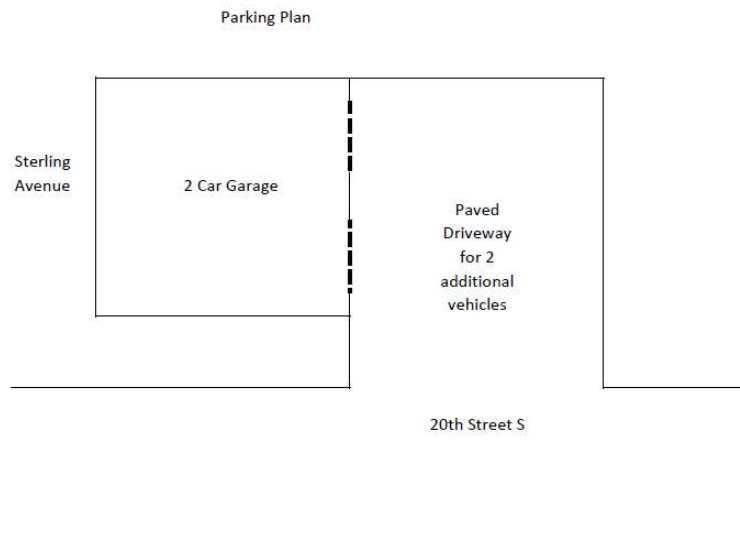 Parking Plan
Sterling
Avenue
2 Car Garage
Paved
Driveway
for 2
additional
vehicles
20th Street S